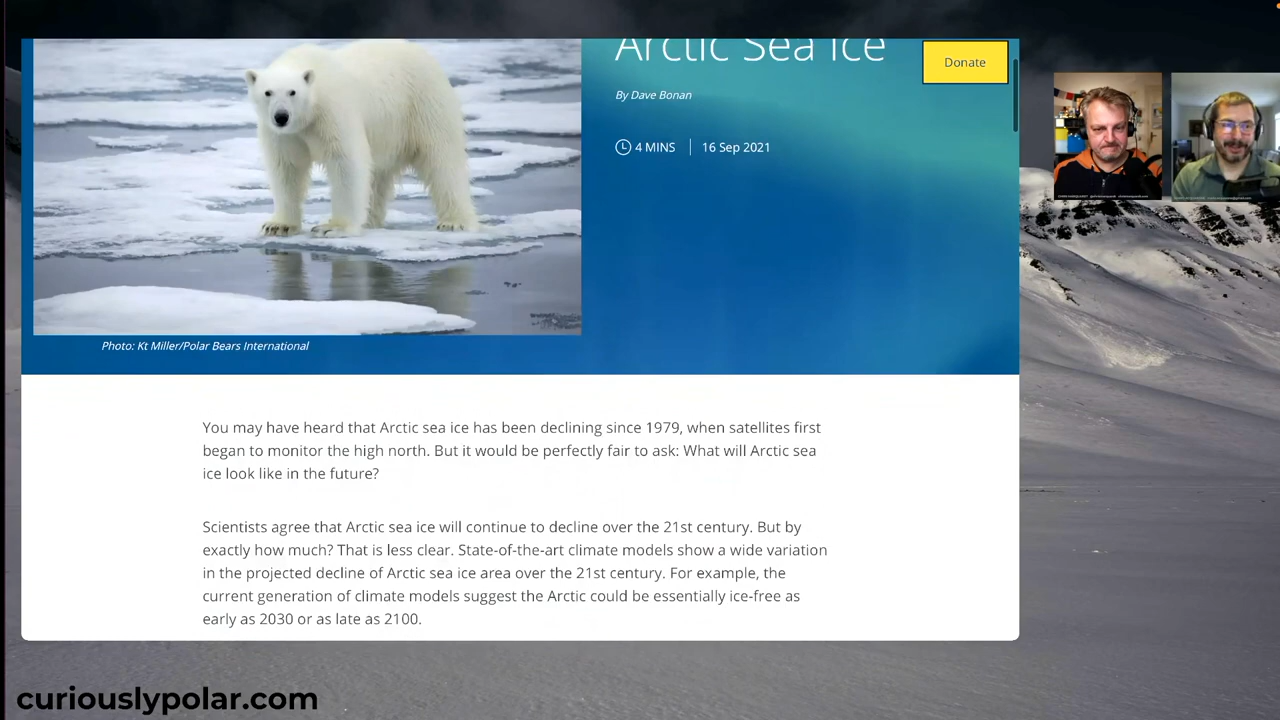 Arctic Sea Ice
Donate
By Dave Bonan
4 MINS
16 Sep 2021
Photo: Kt Miller/Polar Bears International
You may have heard that Arctic sea ice has been declining since 1979, when satellites first
began to monitor the high north. But it would be perfectly fair to ask: What will Arctic sea
ice look like in the future?
Scientists agree that Arctic sea ice will continue to decline over the 21st century. But by
exactly how much? That is less clear. State-of-the-art climate models show a wide variation
in the projected decline of Arctic sea ice area over the 21st century. For example, the
current generation of climate models suggest the Arctic could be essentially ice-free as
early as 2030 or as late as 2100.
curiouslypolar.com